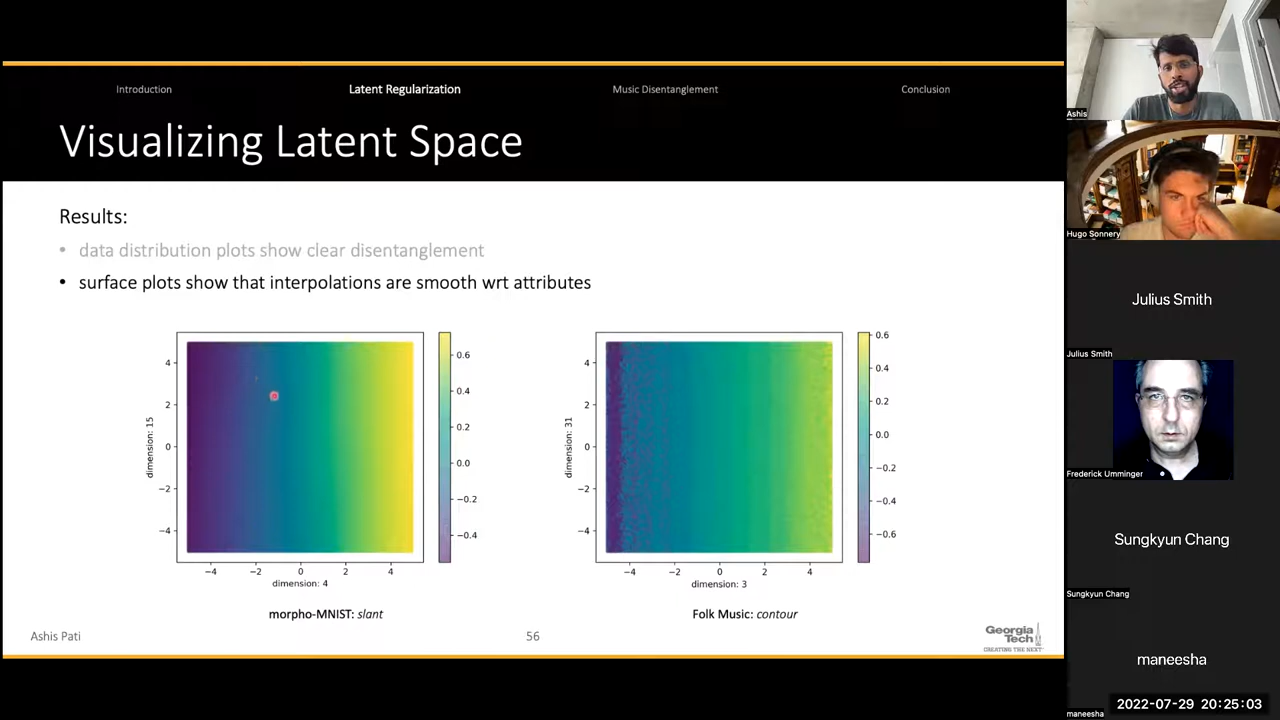 Introduction
Latent Regularization
Music Disentanglement
Conclusion
Visualizing Latent Space
Results:
• data distribution plots show clear disentanglement
• surface plots show that interpolations are smooth wrt attributes
4
2
0
−2
−4
dimension: 15
−4 −2 0 2 4
dimension: 4
0.6
0.4
0.2
0.0
−0.2
−0.4
morpho-MNIST: slant
4
2
0
−2
−4
dimension: 31
−4 −2 0 2 4
dimension: 3
0.6
0.4
0.2
0.0
−0.2
−0.4
−0.6
Folk Music: contour
Ashis Pati
56
Georgia
Tech
CREATING THE NEXT
Ashis
Hugo Sonnery
Julius Smith
Julius Smith
Frederick Umminger
Sungkyun Chang
Sungkyun Chang
maneesha
maneesha
2022-07-29 20:25:03